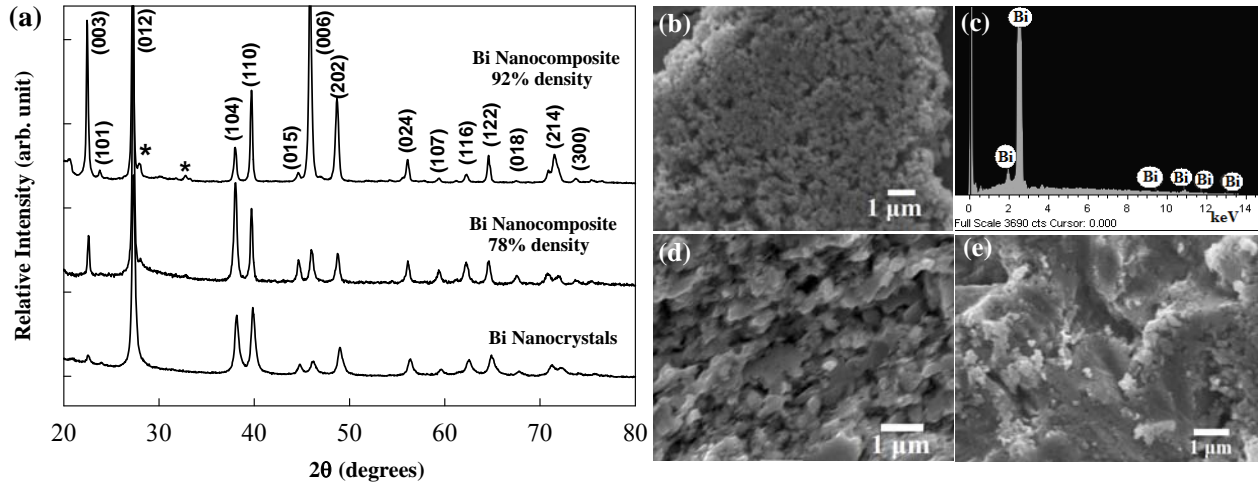 (a)
(003)
(101)
(012)
*
*
(104)
(110)
(015)
(006)
(202)
(024)
(107)
(116)
(122)
(018)
(214)
(300)
Bi Nanocomposite
92% density
Bi Nanocomposite
78% density
Bi Nanocrystals
Relative Intensity (arb. unit)
20 30 40 50 60 70 80
2θ (degrees)
(b)
1 μm
(c)
Bi
Bi
Bi Bi Bi Bi
0 2 4 6 8 10 12 14
keV
Full Scale 3690 cts Cursor: 0.000
(d)
1 μm
(e)
1 μm